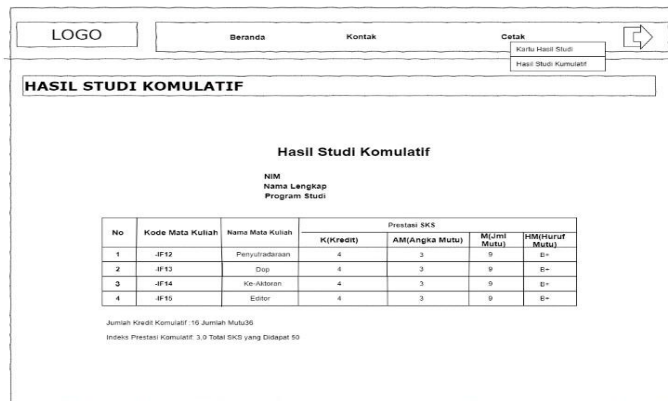 LOGO
Beranda Kontak Cetak
Kartu Hasil Studi
Hasil Studi Kumulatif
HASIL STUDI KOMULATIF
Hasil Studi Komulatif
NIM
Nama Lengkap
Program Studi
No Kode Mata Kuliah Nama Mata Kuliah Prestasi SKS
K(Kredit) AM(Angka Mutu) M(Jml Mutu) HM(Huruf Mutu)
1 -IF12 Penyutradaraan 4 3 9 B+
2 -IF13 Dop 4 3 9 B+
3 -IF14 Ke-Aktoran 4 3 9 B+
4 -IF15 Editor 4 3 9 B+
Jumlah Kredit Komulatif :16 Jumlah Mutu36
Indeks Prestasi Komulatif: 3,0 Total SKS yang Didapat 50